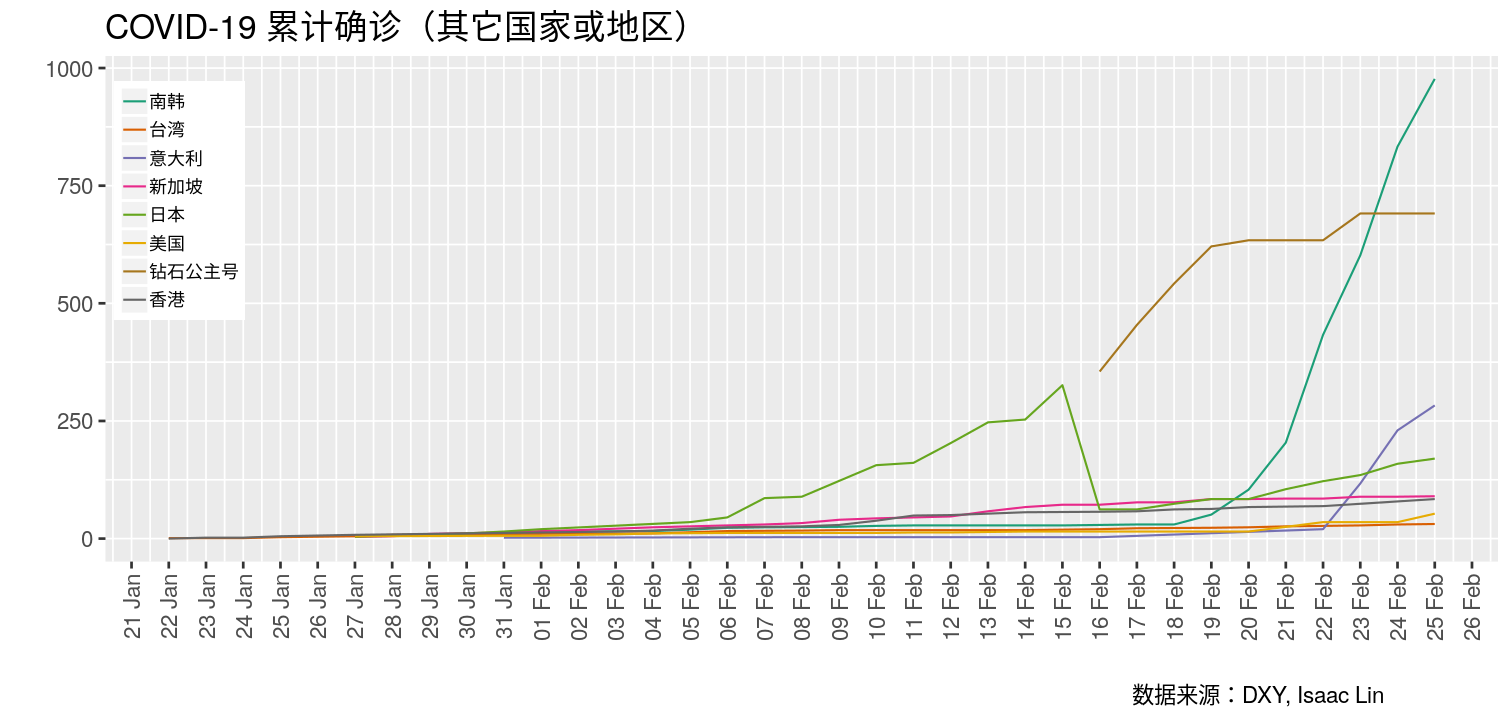 COVID-19 累计确诊（其它国家或地区）
1000
750
500
250
0
南韩
台湾
意大利
新加坡
日本
美国
钻石公主号
香港
21 Jan
22 Jan
23 Jan
24 Jan
25 Jan
26 Jan
27 Jan
28 Jan
29 Jan
30 Jan
31 Jan
01 Feb
02 Feb
03 Feb
04 Feb
05 Feb
06 Feb
07 Feb
08 Feb
09 Feb
10 Feb
11 Feb
12 Feb
13 Feb
14 Feb
15 Feb
16 Feb
17 Feb
18 Feb
19 Feb
20 Feb
21 Feb
22 Feb
23 Feb
24 Feb
25 Feb
26 Feb
数据来源：DXY, Isaac Lin